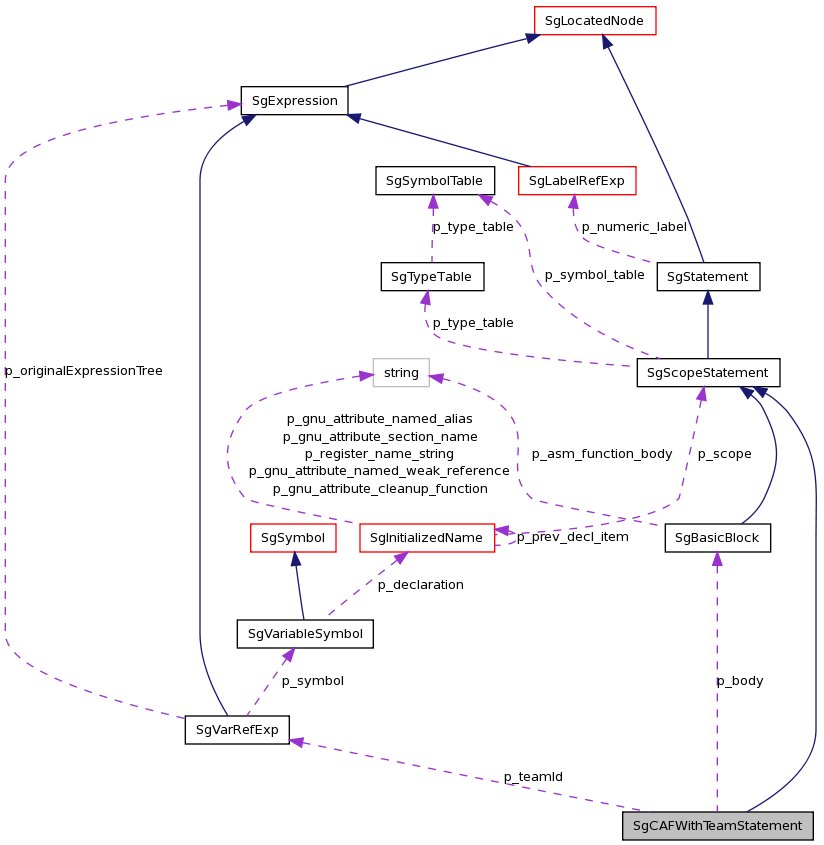 SgLocatedNode
SgExpression
SgSymbolTable
SgLabelRefExp
p_type_table
p_numeric_label
SgTypeTable
p_symbol_table
SgStatement
p_type_table
p_originalExpressionTree
string
SgScopeStatement
p_gnu_attribute_named_alias
p_gnu_attribute_section_name
p_register_name_string
p_gnu_attribute_named_weak_reference
p_gnu_attribute_cleanup_function
p_asm_function_body
p_scope
SgSymbol
SgInitializedName
p_prev_decl_item
SgBasicBlock
p_declaration
SgVariableSymbol
p_symbol
p_body
SgVarRefExp
p_teamId
SgCAFWithTeamStatement